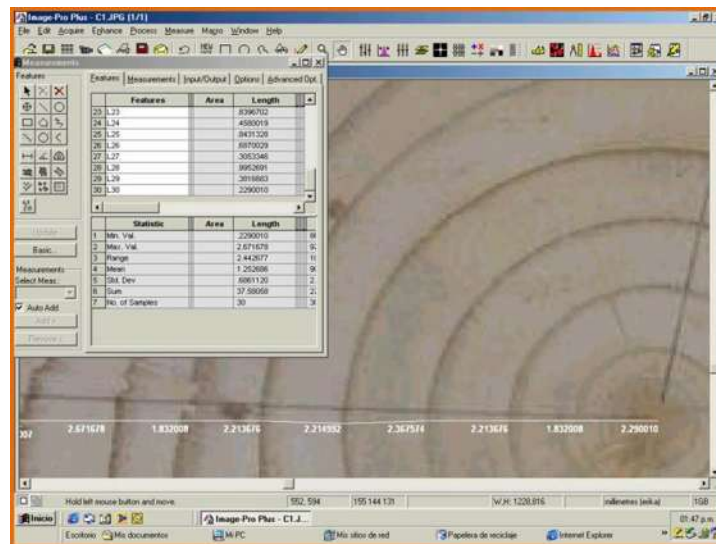 Image-Pro Plus - C1.JPG (1/1)
File Edit Acquire Enhance Process Measure Macro Window Help
Measurements
Features
Features Measurements Input/Output Options Advanced Opt.
Features Area Length
23 L23 .8396702
24 L24 .4580019
25 L25 .8431328
26 L26 .6870029
27 L27 .3053346
28 L28 .9952691
29 L29
30 L30 .2290010
Statistic Area Length
1 Min. Val. .2290010
2 Max. Val. 2.671678
3 Range 2.442677
4 Mean 1.252686
5 Std. Dev .6861120
6 Sum 37.58058
7 No. of Samples 30
Update
Basic...
Measurements
Select Meas.:
Auto Add
Add
Remove
007 2.671678 1.832008 2.213676 2.214992 2.367574 2.213676 1.832008 2.290010
Hold left mouse button and move. 552, 594 155 144 131 W,H: 1228,816
Inicio Image-Pro Plus - C1.J... 01:47 p.m.
Escritorio Mis documentos Mi PC Mis sitios de red Papelera de reciclaje Internet Explorer »